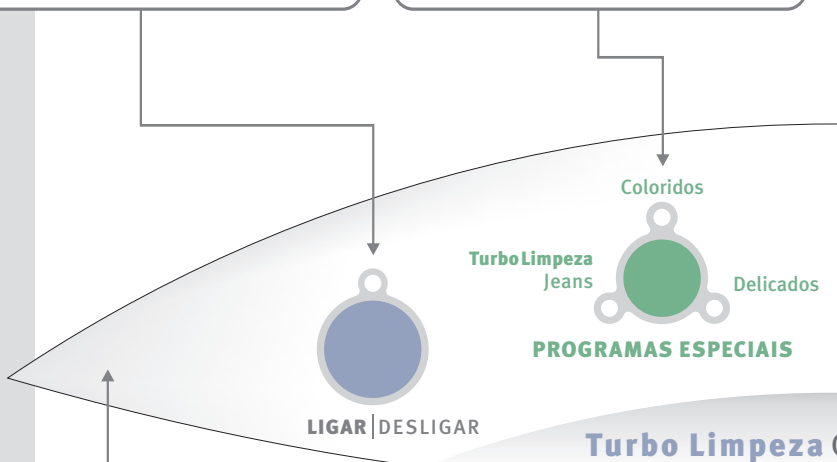 Coloridos
TurboLimpeza
Jeans
Delicados
PROGRAMAS ESPECIAIS
LIGAR|DESLIGAR
Turbo Limpeza